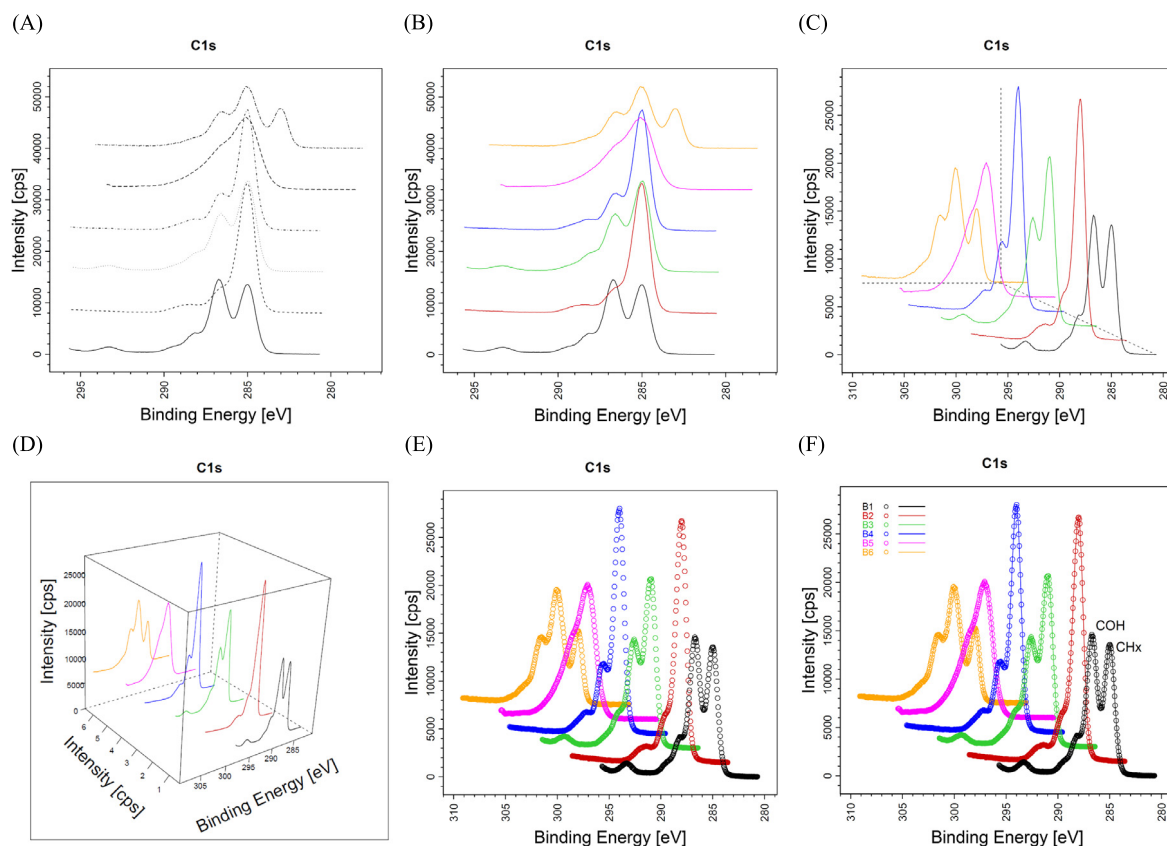 (A)
C1s
Intensity [cps]
0 10000 20000 30000 40000 50000
295 290 285 280
Binding Energy [eV]
(B)
C1s
Intensity [cps]
0 10000 20000 30000 40000 50000
295 290 285 280
Binding Energy [eV]
(C)
C1s
Intensity [cps]
0 5000 10000 15000 20000 25000
310 305 300 295 290 285 280
Binding Energy [eV]
(D)
C1s
Intensity [cps]
25000
20000
15000
10000
5000
0
Intensity [cps]
6 5 4 3 2 1
305 300 295 290 285
Binding Energy [eV]
(E)
C1s
Intensity [cps]
0 5000 10000 15000 20000 25000
310 305 300 295 290 285 280
Binding Energy [eV]
(F)
C1s
B1
B2
B3
B4
B5
B6
COH
CHx
Intensity [cps]
0 5000 10000 15000 20000 25000
310 305 300 295 290 285 280
Binding Energy [eV]